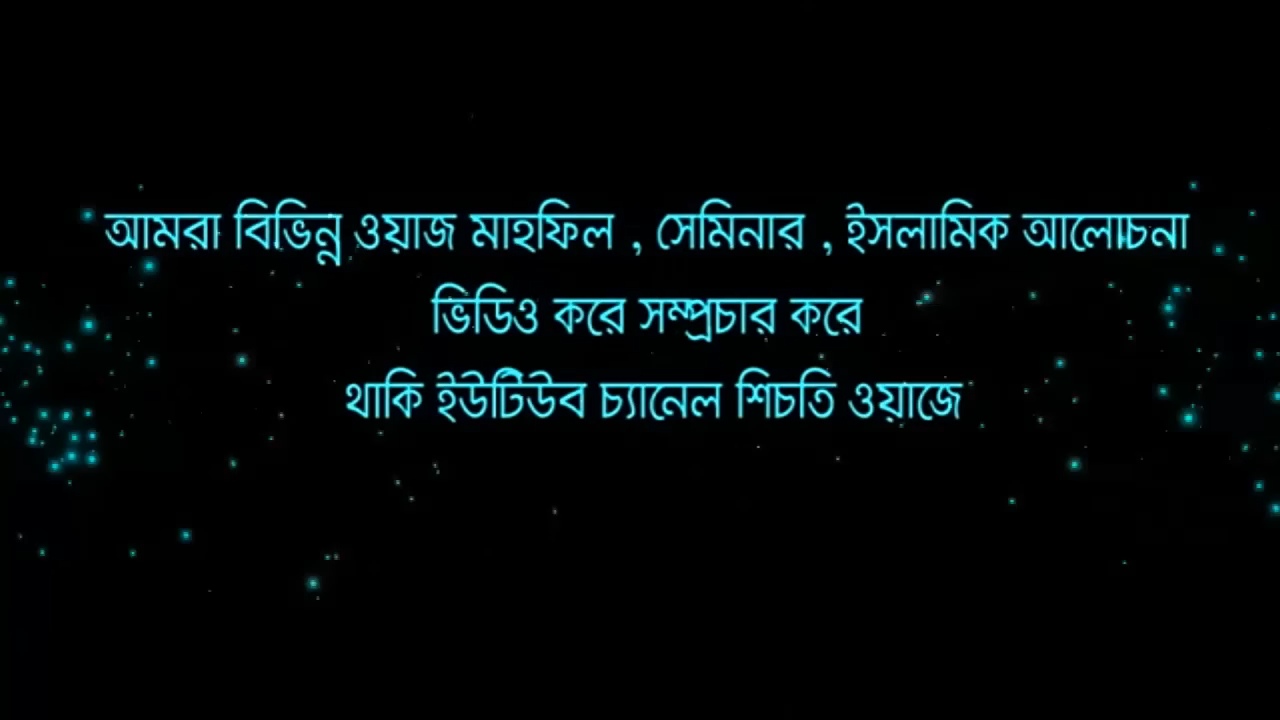 আমরা বিভিন্ন ওয়াজ মাহফিল , সেমিনার , ইসলামিক আলোচনা
ভিডিও করে সম্প্রচার করে
থাকি ইউটিউব চ্যানেল শিচতি ওয়াজে